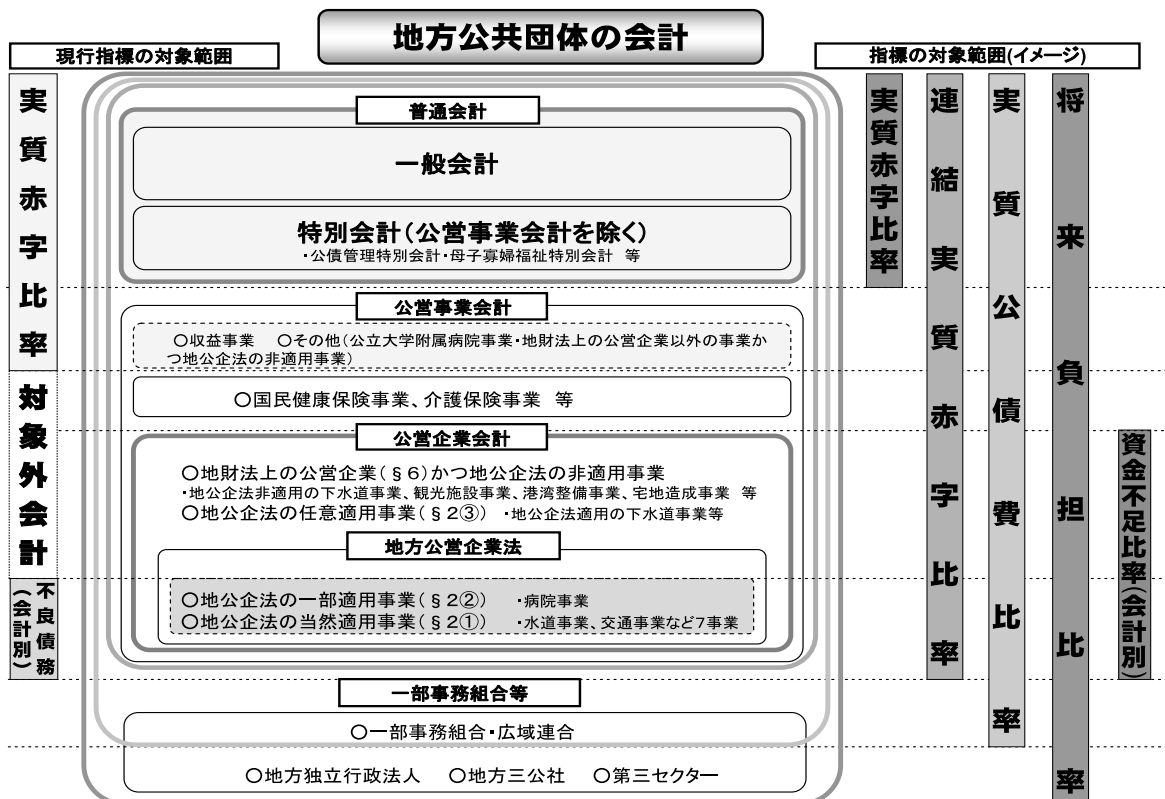 地方公共団体の会計
現行指標の対象範囲
指標の対象範囲(イメージ)
実質赤字比率
対象外会計
不良債務
(会計別)
普通会計
一般会計
特別会計(公営事業会計を除く)
・公債管理特別会計・母子寡婦福祉特別会計 等
公営事業会計
○収益事業 ○その他(公立大学附属病院事業・地財法上の公営企業以外の事業か
つ地公企法の非適用事業)
○国民健康保険事業、介護保険事業 等
公営企業会計
○地財法上の公営企業(§6)かつ地公企法の非適用事業
・地公企法非適用の下水道事業、観光施設事業、港湾整備事業、宅地造成事業 等
○地公企法の任意適用事業(§2③) ・地公企法適用の下水道事業等
地方公営企業法
○地公企法の一部適用事業(§2②) ・病院事業
○地公企法の当然適用事業(§2①) ・水道事業、交通事業など7事業
一部事務組合等
○一部事務組合・広域連合
○地方独立行政法人 ○地方三公社 ○第三セクター
実質赤字比率
連結実質赤字比率
実質公債費比率
将来負担比率
資金不足比率(会計別)